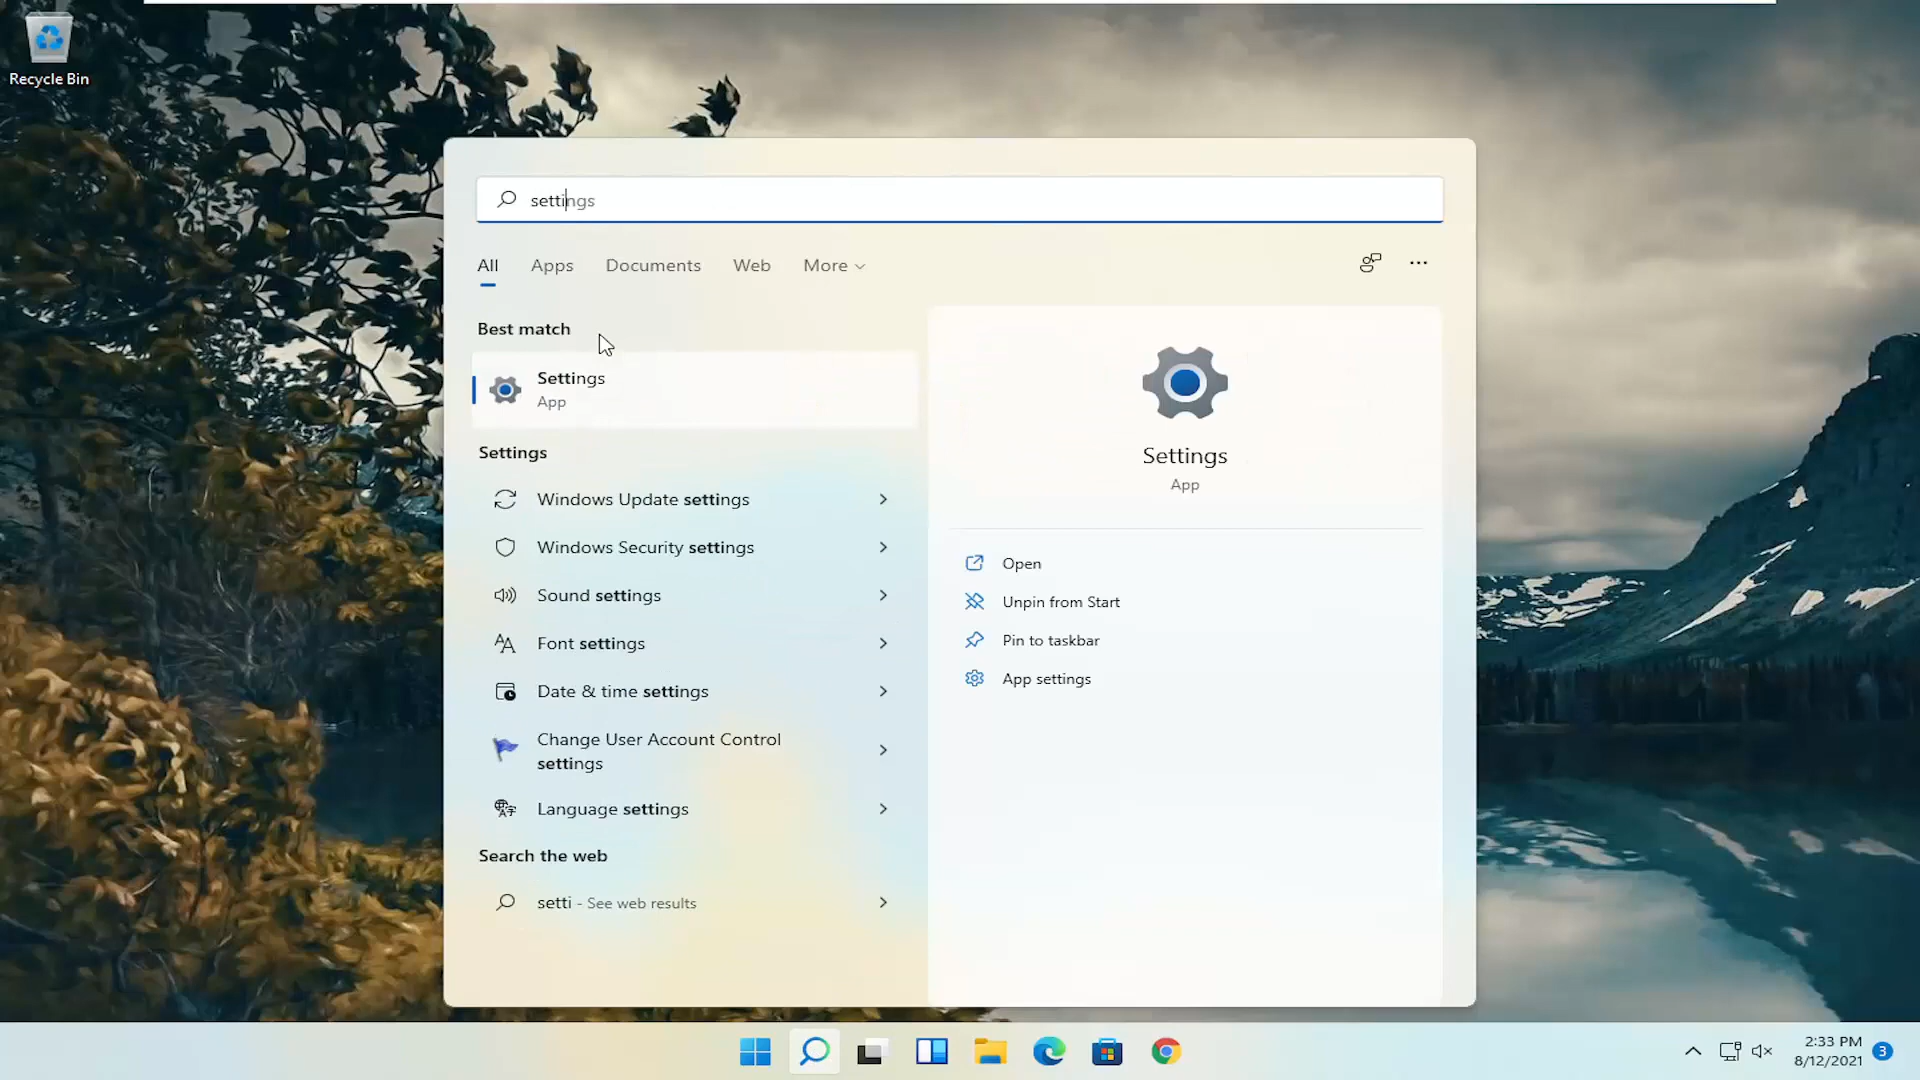 Recycle Bin
settings
All Apps Documents Web More
Best match
Settings
App
Settings
Windows Update settings
Windows Security settings
Sound settings
Font settings
Date & time settings
Change User Account Control
settings
Language settings
Search the web
setti - See web results
Settings
App
Open
Unpin from Start
Pin to taskbar
App settings
2:33 PM
8/12/2021
3